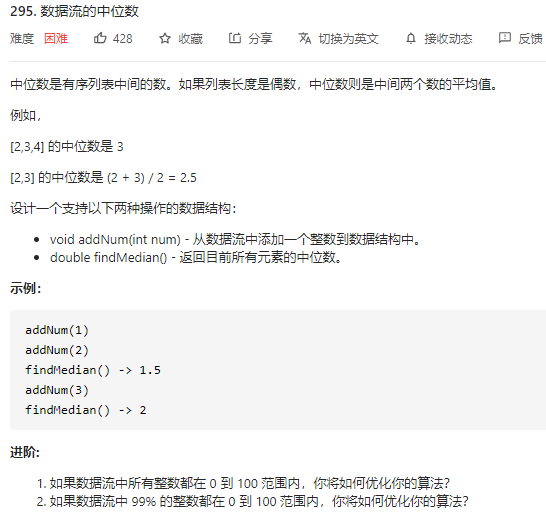 295. 数据流的中位数
难度 困难 428 收藏 分享 切换为英文 接收动态 反馈
中位数是有序列表中间的数。如果列表长度是偶数，中位数则是中间两个数的平均值。
例如，
[2,3,4] 的中位数是 3
[2,3] 的中位数是 (2 + 3) / 2 = 2.5
设计一个支持以下两种操作的数据结构：
• void addNum(int num) - 从数据流中添加一个整数到数据结构中。
• double findMedian() - 返回目前所有元素的中位数。
示例：
addNum(1)
addNum(2)
findMedian() -> 1.5
addNum(3)
findMedian() -> 2
进阶:
1. 如果数据流中所有整数都在 0 到 100 范围内，你将如何优化你的算法？
2. 如果数据流中 99% 的整数都在 0 到 100 范围内，你将如何优化你的算法？